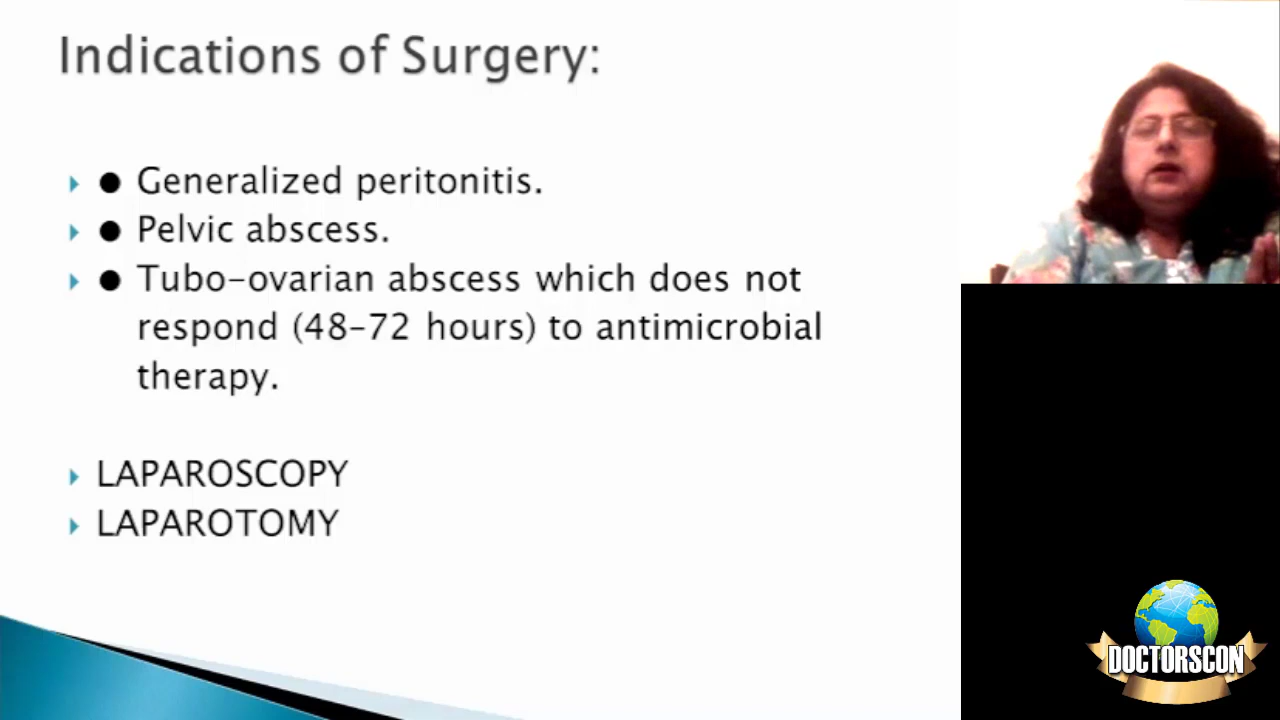 Indications of Surgery:
● Generalized peritonitis.
● Pelvic abscess.
● Tubo-ovarian abscess which does not
respond (48-72 hours) to antimicrobial
therapy.
LAPAROSCOPY
LAPAROTOMY
DOCTORSCON